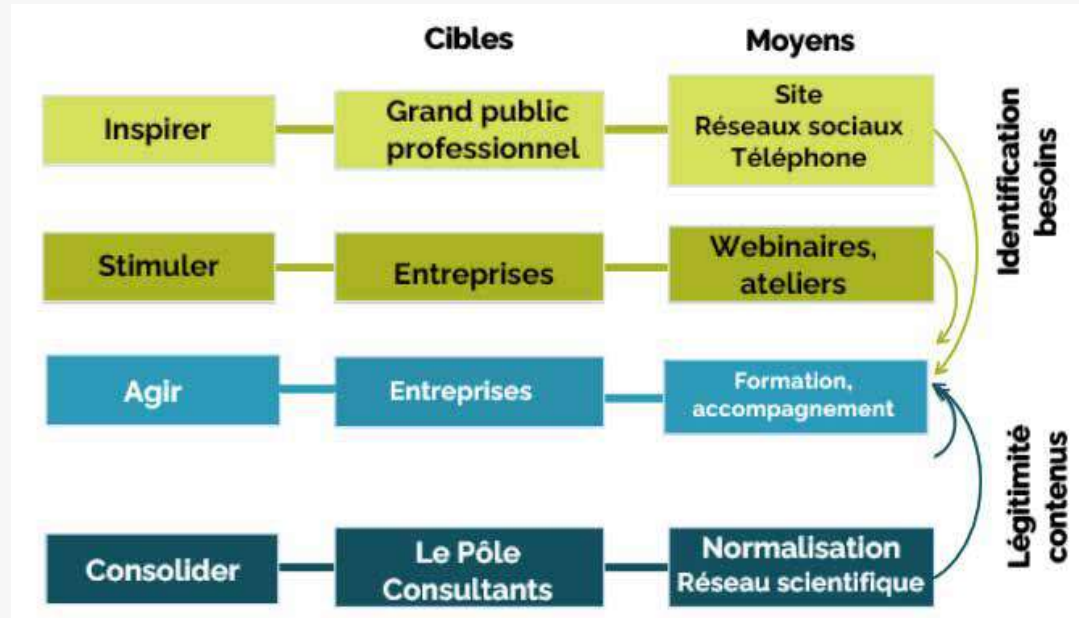 Cibles
Moyens
Inspirer
Grand public
professionnel
Site
Réseaux sociaux
Téléphone
Stimuler
Entreprises
Webinaires,
ateliers
Identification
besoins
Agir
Entreprises
Formation,
accompagnement
Consolider
Le Pôle
Consultants
Normalisation
Réseau scientifique
Légitimité
contenus